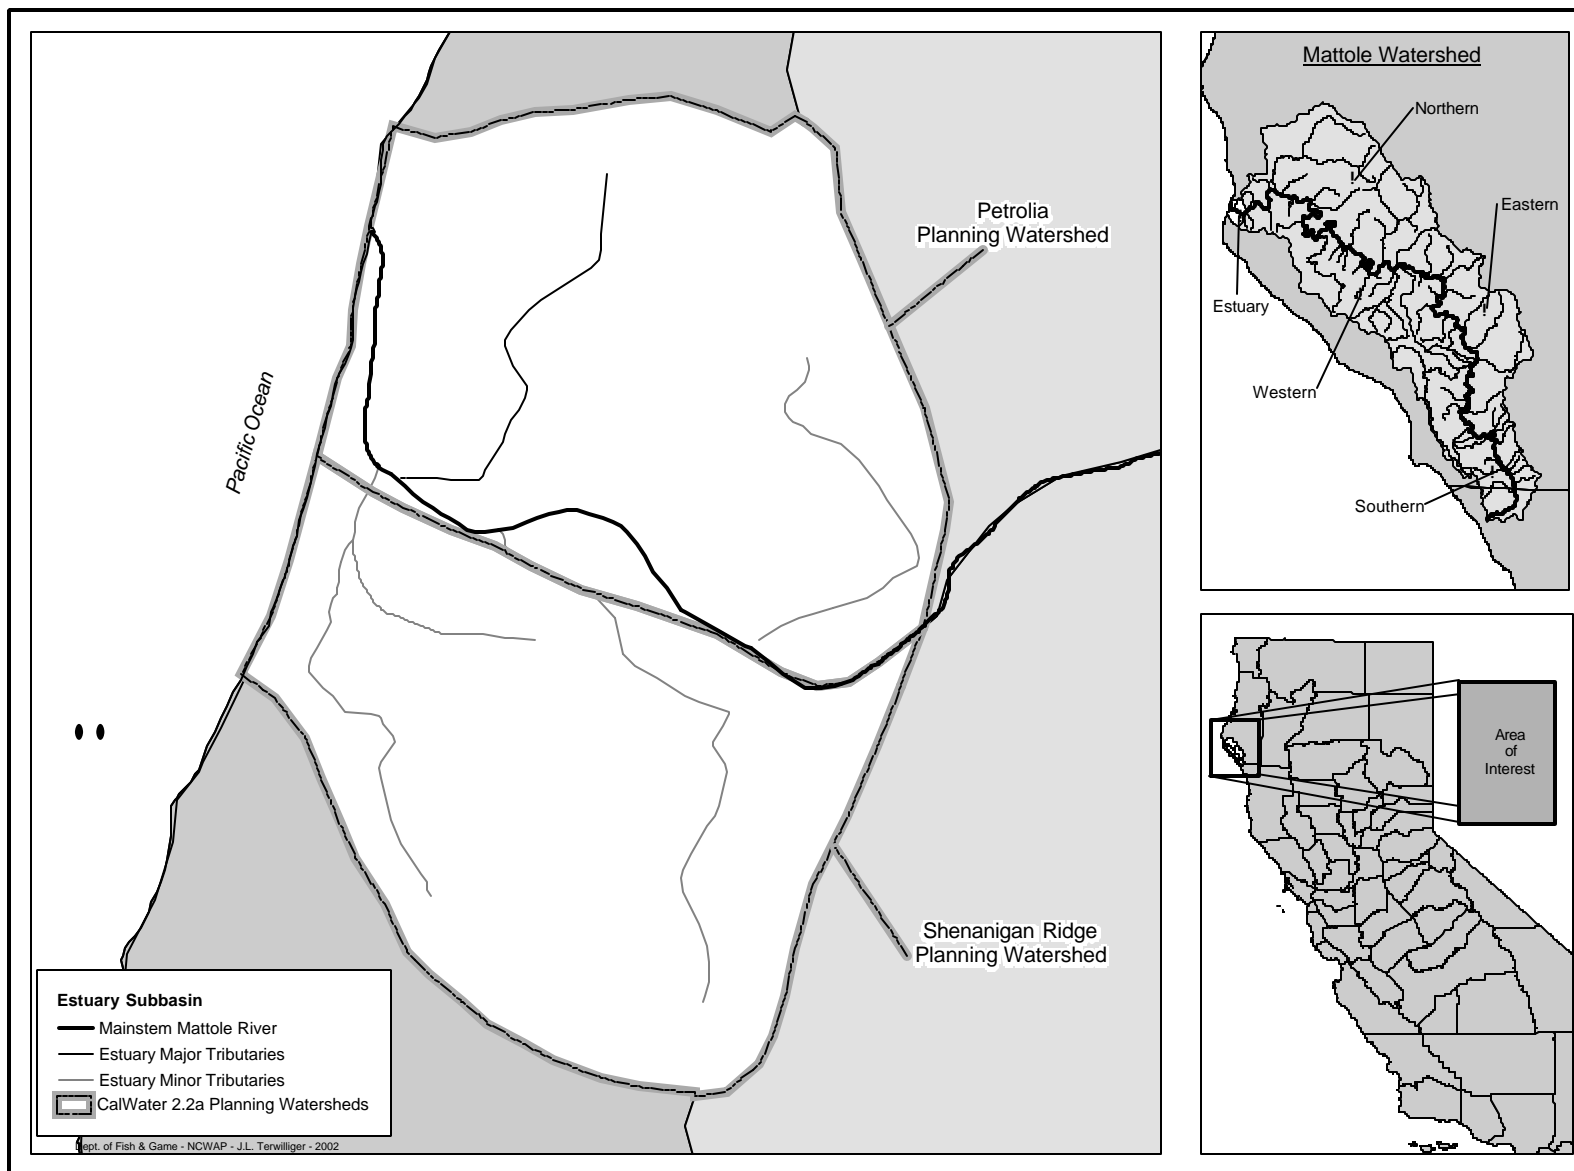 Mattole Watershed
Northern
Eastern
Estuary
Western
Southern
Petrolia
Planning Watershed
Pacific Ocean
Shenanigan Ridge
Planning Watershed
Area
of
Interest
Estuary Subbasin
Mainstem Mattole River
Estuary Major Tributaries
Estuary Minor Tributaries
CalWater 2.2a Planning Watersheds
Dept. of Fish & Game - NCWAP - J.L. Terwilliger - 2002